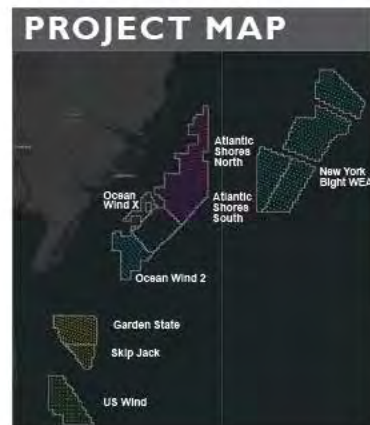 PROJECT MAP
Atlantic
Shores
North
New York
Bight WEA
Ocean
Wind X
Atlantic
Shores
South
Ocean Wind 2
Garden State
Skip Jack
US Wind